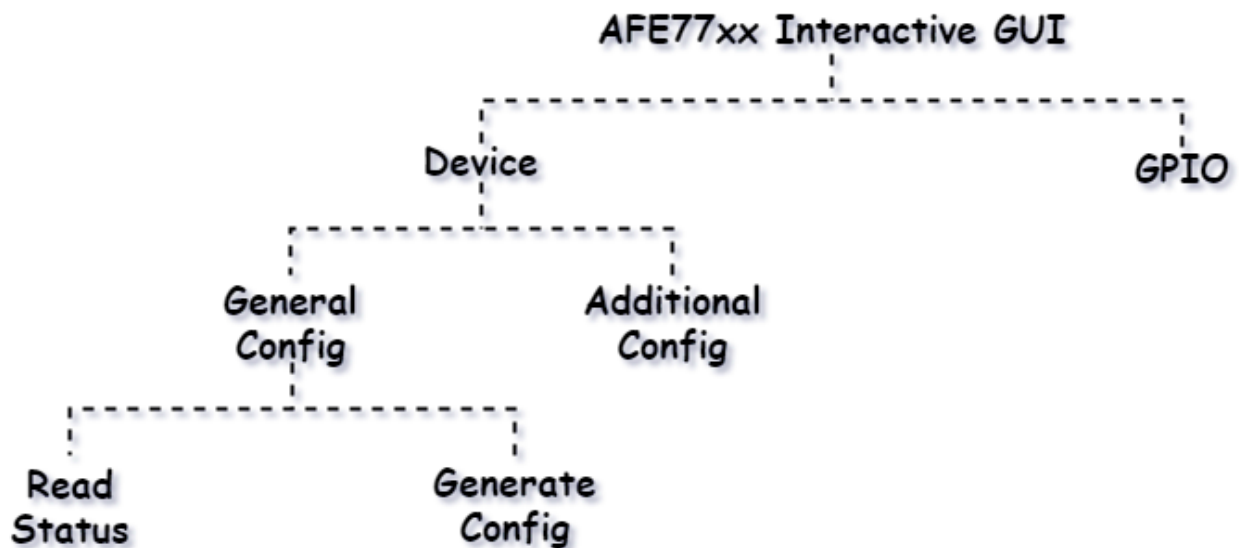 AFE77xx Interactive GUI
Device
GPIO
General
Config
Additional
Config
Read
Status
Generate
Config